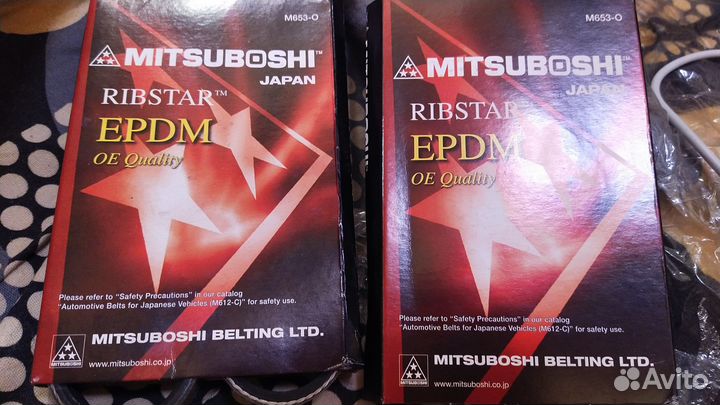 M653-O
MITSUBOSHI™
JAPAN
RIBSTAR™
EPDM
OE Quality
Please refer to "Safety Precautions" in our catalog
"Automotive Belts for Japanese Vehicles (M612-C)" for safety use.
MITSUBOSHI BELTING LTD.
www.mitsuboshi.co.jp
M653-O
MITSUBOSHI™
JAPAN
RIBSTAR
EPDM
OE Quality
Please refer to "Safety Precautions" in our catalog
"Automotive Belts for Japanese Vehicles (M612-C)" for safety use.
MITSUBOSHI BELTING LTD.
www.mitsuboshi.co.jp
Avito